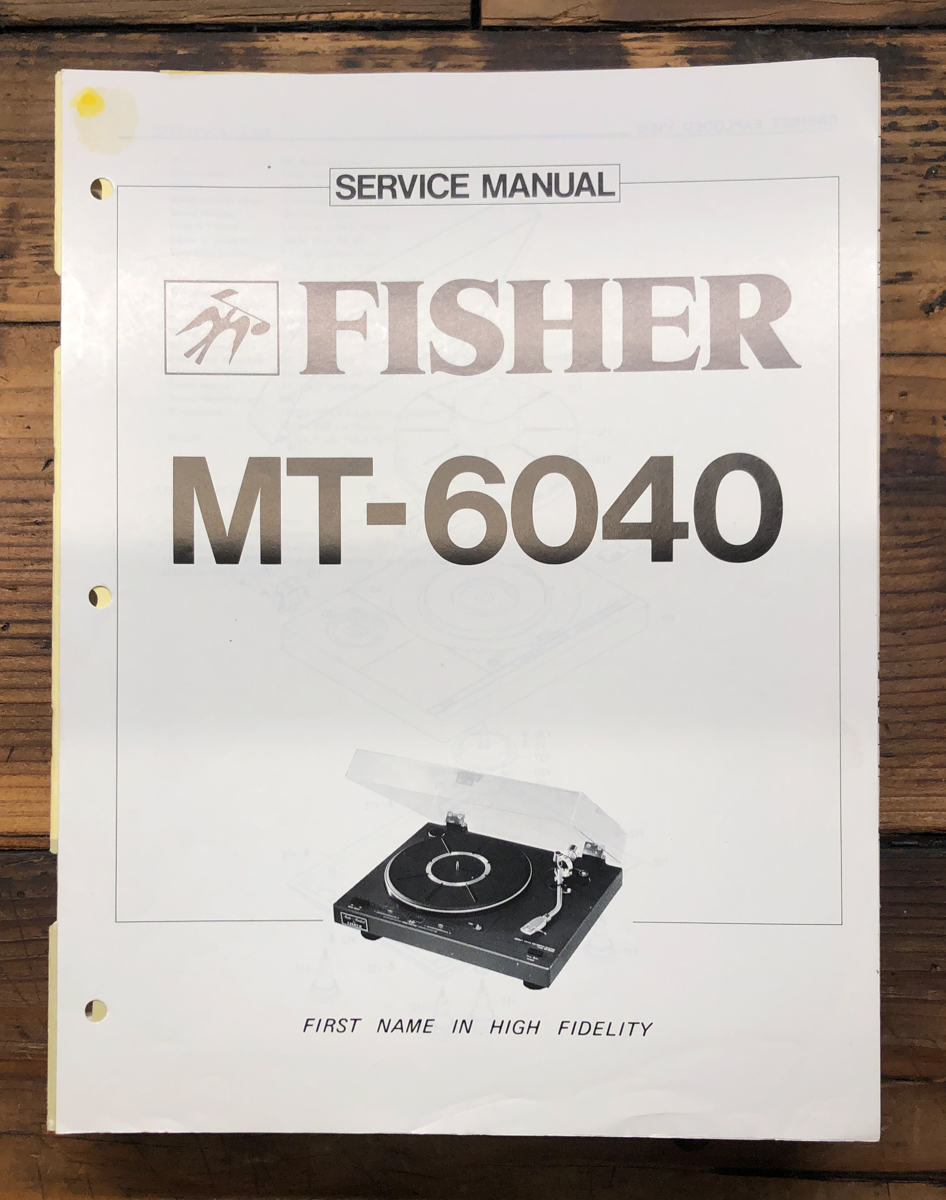 SERVICE MANUAL
FISHER
MT-6040
FIRST NAME IN HIGH FIDELITY